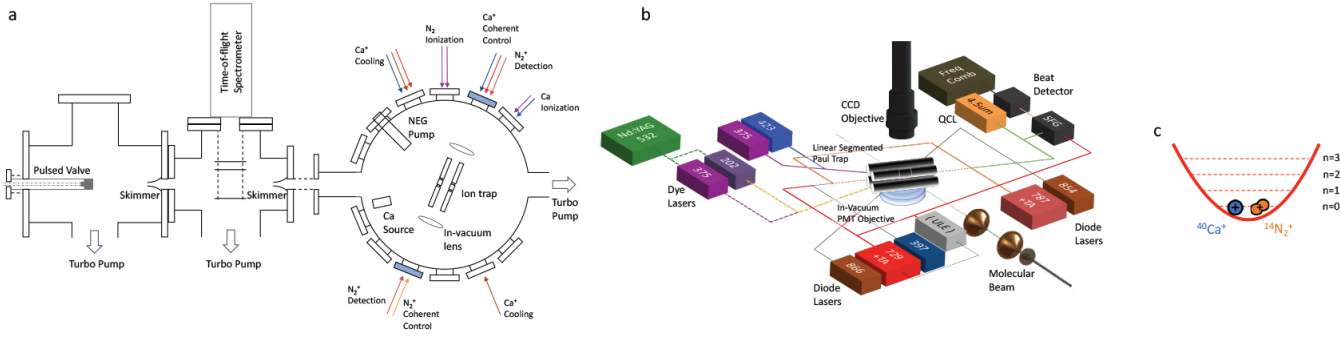 a
Time-of-flight
Spectrometer
Pulsed Valve
Skimmer
Skimmer
Turbo Pump
Turbo Pump
Ca⁺
Cooling
N₂
Ionization
Ca⁺
Coherent
Control
N₂⁺
Detection
Ca
Ionization
NEG
Pump
Ion trap
Ca
Source
In-vacuum
lens
Turbo
Pump
N₂⁺
Detection
N₂⁺
Coherent
Control
Ca⁺
Cooling
b
Nd:YAG
532
375
202
Dye
Lasers
375
423
CCD
Objective
Linear Segmented
Paul Trap
In-Vacuum
PMT Objective
Freq
Comb
4.5um
QCL
Beat
Detector
SFG
787
+TA
854
Diode
Lasers
866
729
+TA
397
(ULE)
Diode
Lasers
Molecular
Beam
c
n=3
n=2
n=1
n=0
⁴⁰Ca⁺
¹⁴N₂⁺